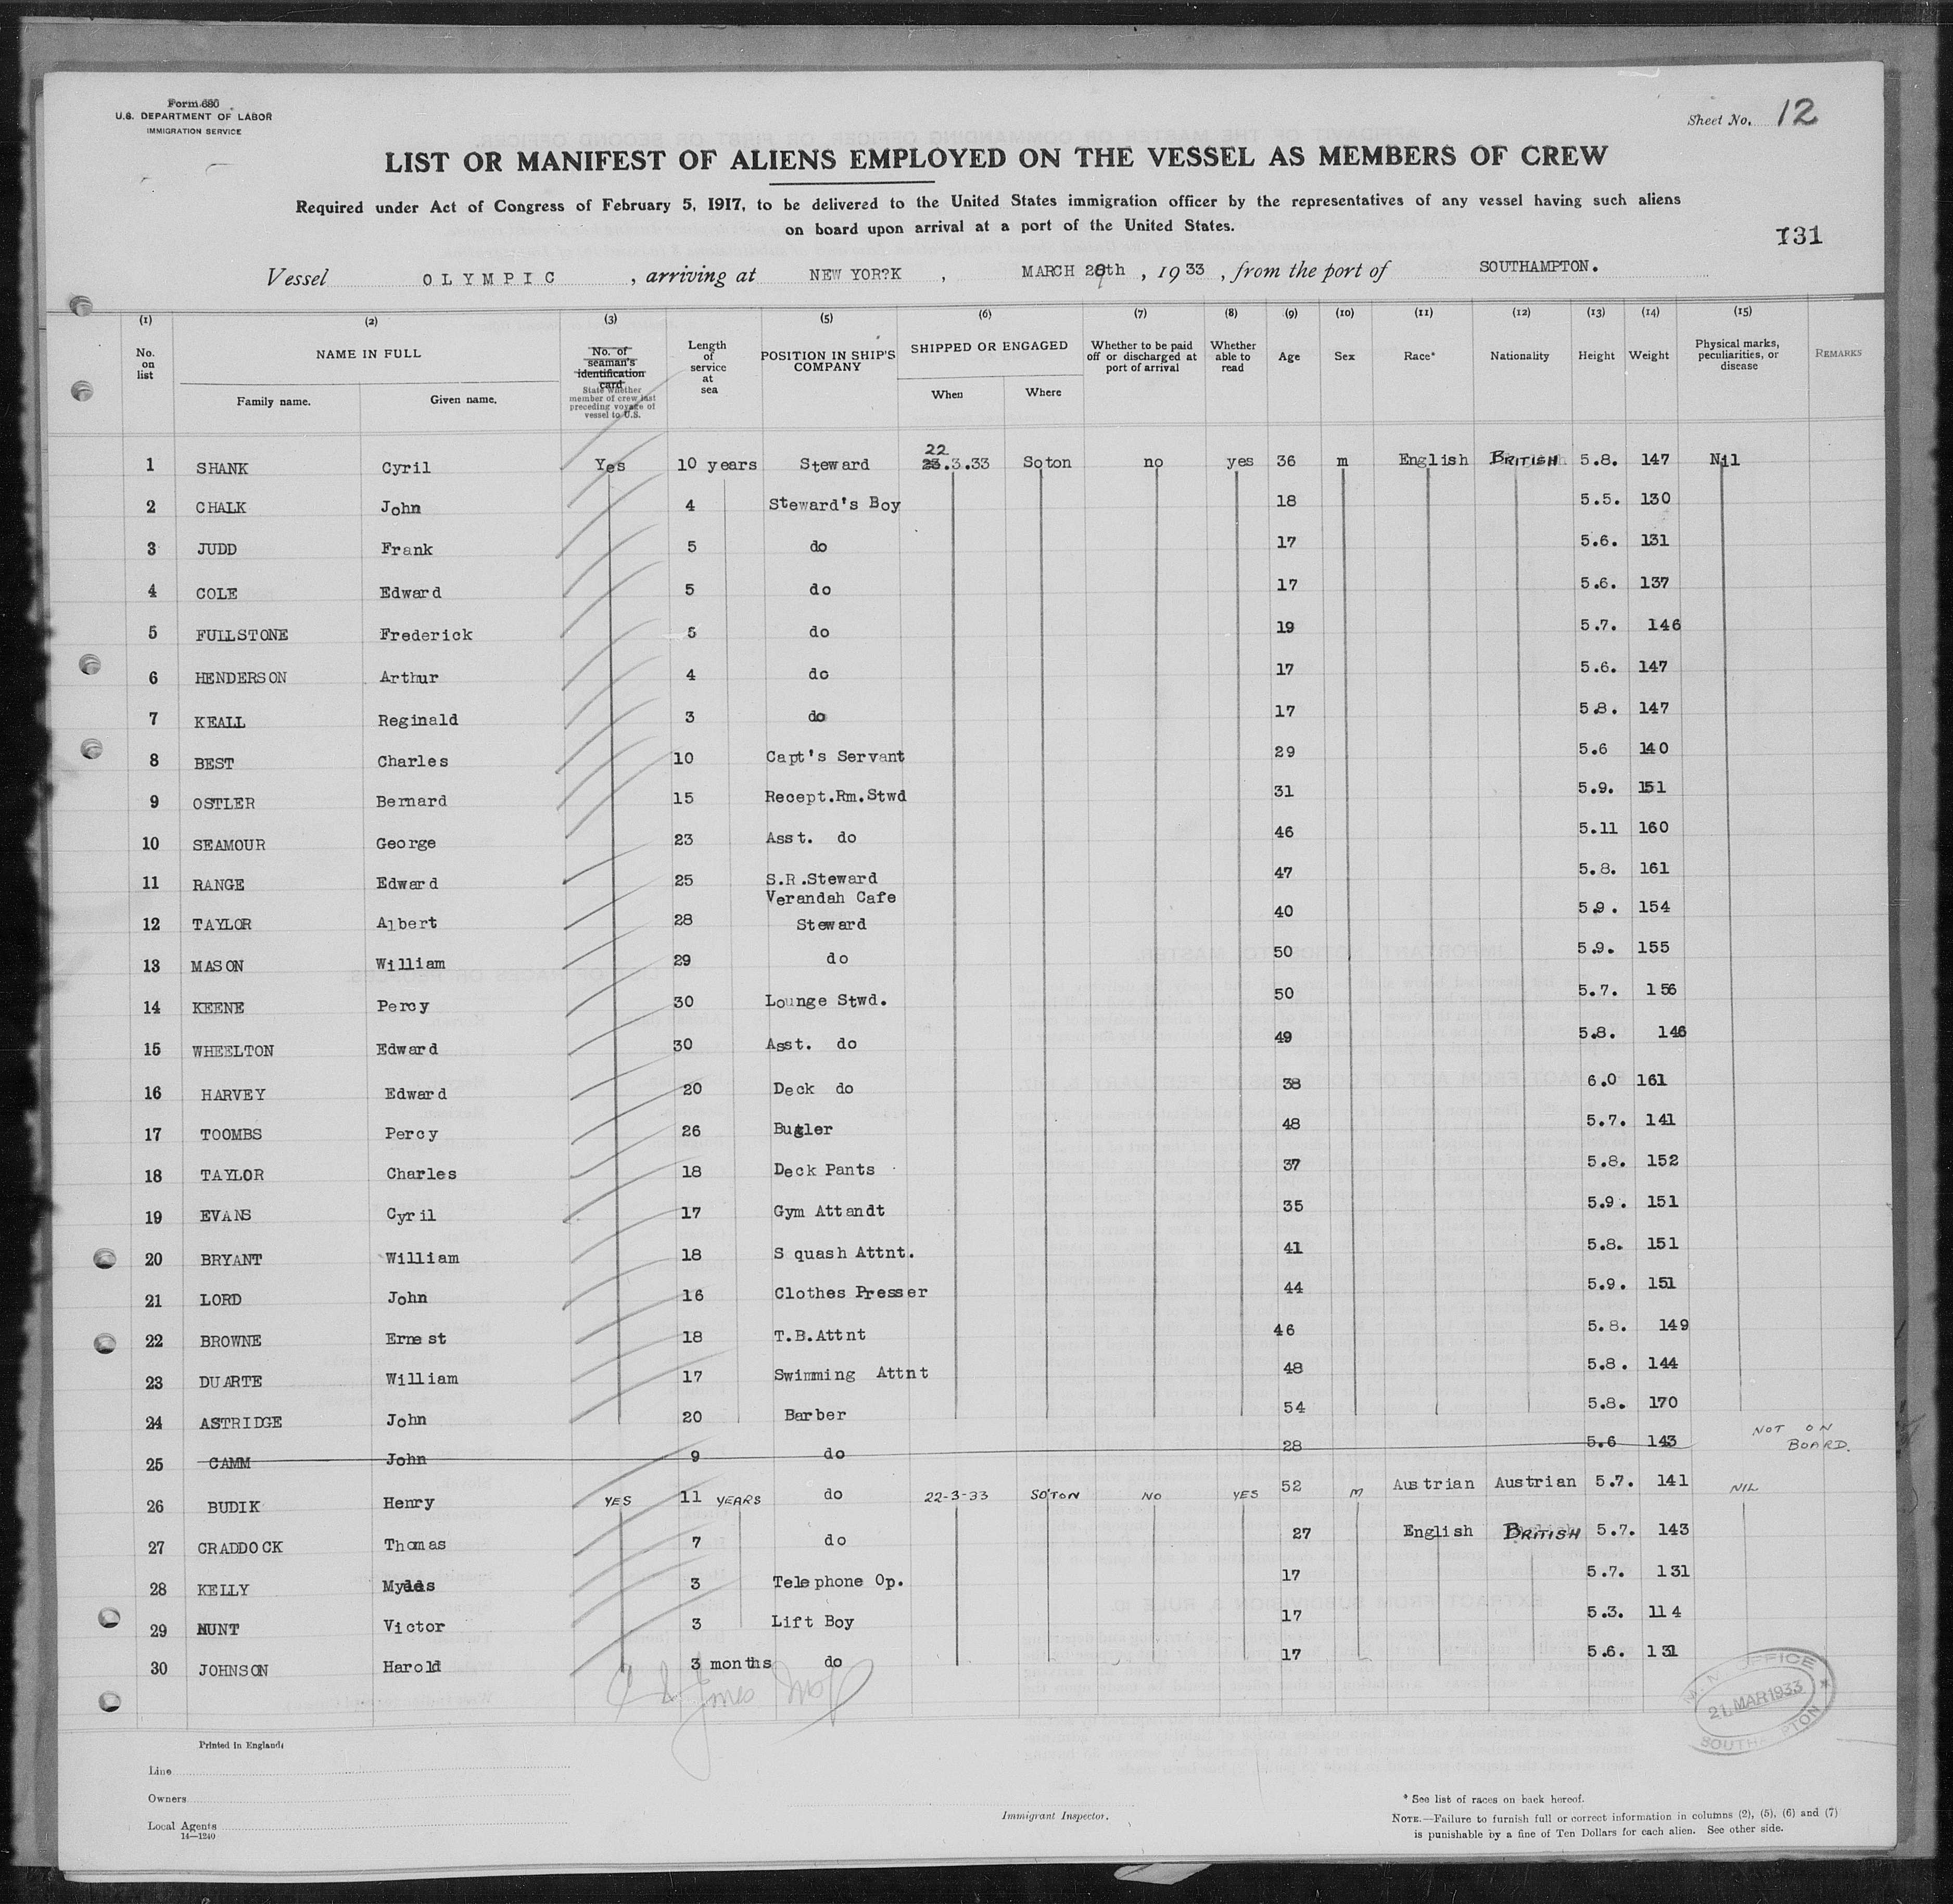 Form 680
U.S. DEPARTMENT OF LABOR
IMMIGRATION SERVICE
Sheet No. 12
LIST OR MANIFEST OF ALIENS EMPLOYED ON THE VESSEL AS MEMBERS OF CREW
Required under Act of Congress of February 5, 1917, to be delivered to the United States immigration officer by the representatives of any vessel having such aliens
on board upon arrival at a port of the United States.
131
Vessel OLYMPIC, arriving at NEW YOR?K, MARCH 29th, 1933, from the port of SOUTHAMPTON.
(1) (2) (3) (5) (6) (7) (8) (9) (10) (11) (12) (13) (14) (15)
No. on list NAME IN FULL Family name. Given name. No. of seaman's identification card State whether member of crew last preceding voyage of vessel to U.S. Length of service at sea POSITION IN SHIP'S COMPANY SHIPPED OR ENGAGED When Where Whether to be paid off or discharged at port of arrival Whether able to read Age Sex Race* Nationality Height Weight Physical marks, peculiarities, or disease REMARKS
1 SHANK Cyril Yes 10 years Steward 22 23.3.33 Soton no yes 36 m English BRITISH 5.8. 147 Nil
2 CHALK John 4 Steward's Boy 18 5.5. 130
3 JUDD Frank 5 do 17 5.6. 131
4 COLE Edward 5 do 17 5.6. 137
5 FULLSTONE Frederick 5 do 19 5.7. 146
6 HENDERSON Arthur 4 do 17 5.6. 147
7 KEALL Reginald 3 do 17 5.8. 147
8 BEST Charles 10 Capt's Servant 29 5.6 140
9 OSTLER Bernard 15 Recept.Rm.Stwd 31 5.9. 151
10 SEAMOUR George 23 Asst. do 46 5.11 160
11 RANGE Edward 25 S.R.Steward 47 5.8. 161
12 TAYLOR Albert 28 Verandah Cafe Steward 40 5.9. 154
13 MASON William 29 do 50 5.9. 155
14 KEENE Percy 30 Lounge Stwd. 50 5.7. 156
15 WHEELTON Edward 30 Asst. do 49 5.8. 146
16 HARVEY Edward 20 Deck do 38 6.0 161
17 TOOMBS Percy 26 Bugler 48 5.7. 141
18 TAYLOR Charles 18 Deck Pants 37 5.8. 152
19 EVANS Cyril 17 Gym Attandt 35 5.9. 151
20 BRYANT William 18 Squash Attnt. 41 5.8. 151
21 LORD John 16 Clothes Presser 44 5.9. 151
22 BROWNE Ernest 18 T.B.Attnt 46 5.8. 149
23 DUARTE William 17 Swimming Attnt 48 5.8. 144
24 ASTRIDGE John 20 Barber 54 5.8. 170
25 CAMM John 9 do 28 5.6 143 NOT ON BOARD.
26 BUDIK Henry YES 11 YEARS do 22-3-33 SO'TON NO YES 52 m Austrian Austrian 5.7. 141 NIL
27 CRADDOCK Thomas 7 do 27 English BRITISH 5.7. 143
28 KELLY 3 Telephone Op. 17 5.7. 131
29 HUNT Victor 3 Lift Boy 17 5.3. 114
30 JOHNSON Harold 3 months do 17 5.6. 131
OFFICE
21 MAR 1933
SOUTHAMPTON
Printed in England
Line
Owners
Local Agents
14—1240
Immigrant Inspector.
* See list of races on back hereof.
NOTE.—Failure to furnish full or correct information in columns (2), (5), (6) and (7)
is punishable by a fine of Ten Dollars for each alien. See other side.